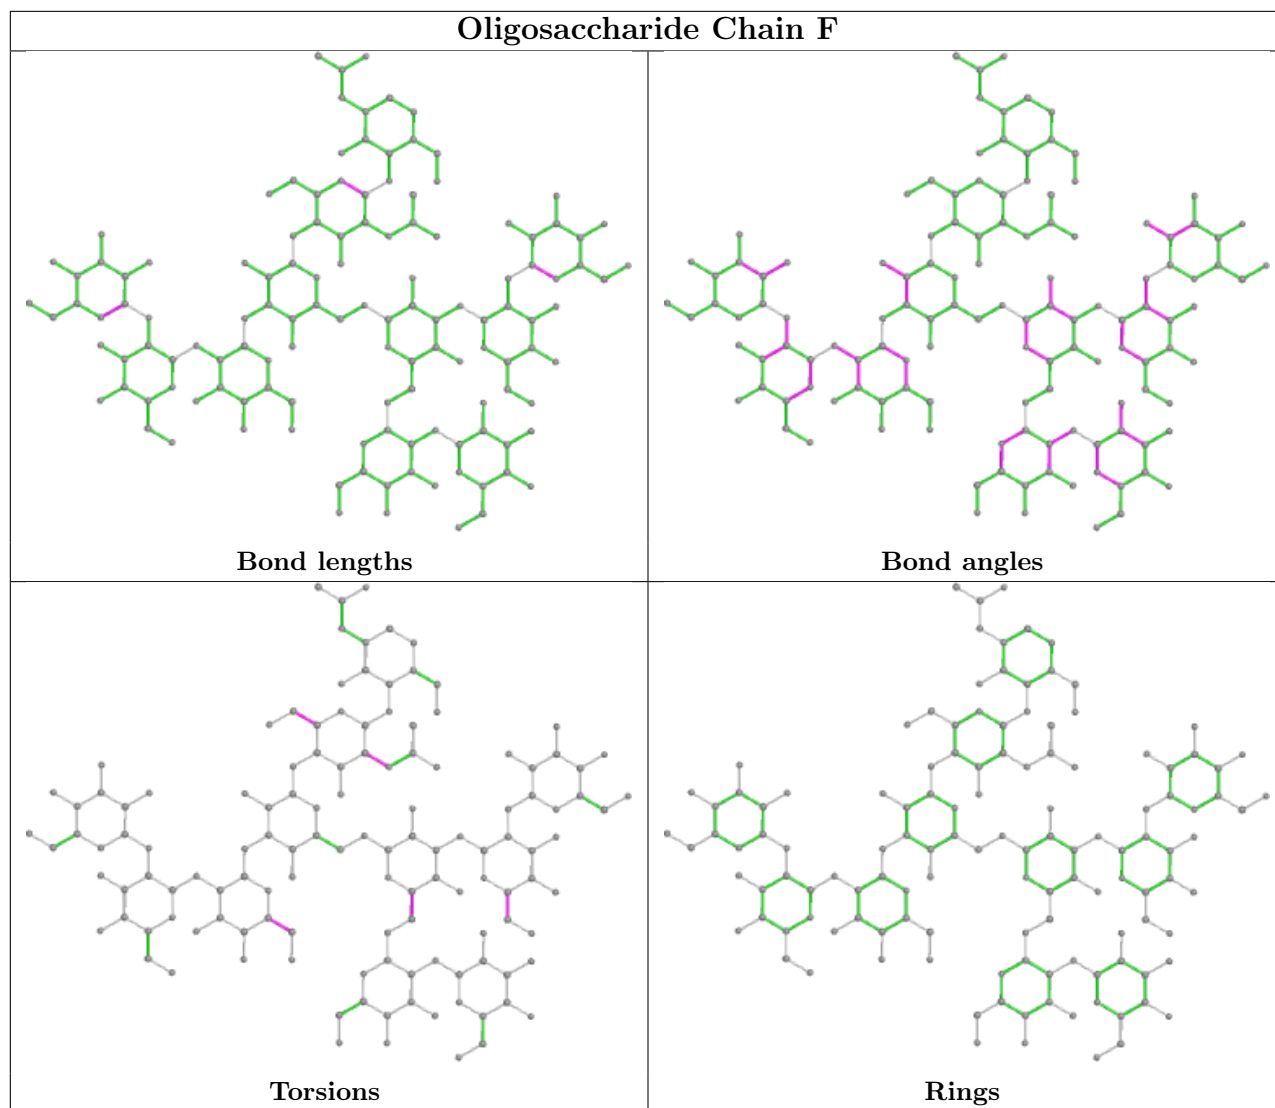 Oligosaccharide Chain F
Bond lengths
Bond angles
Torsions
Rings